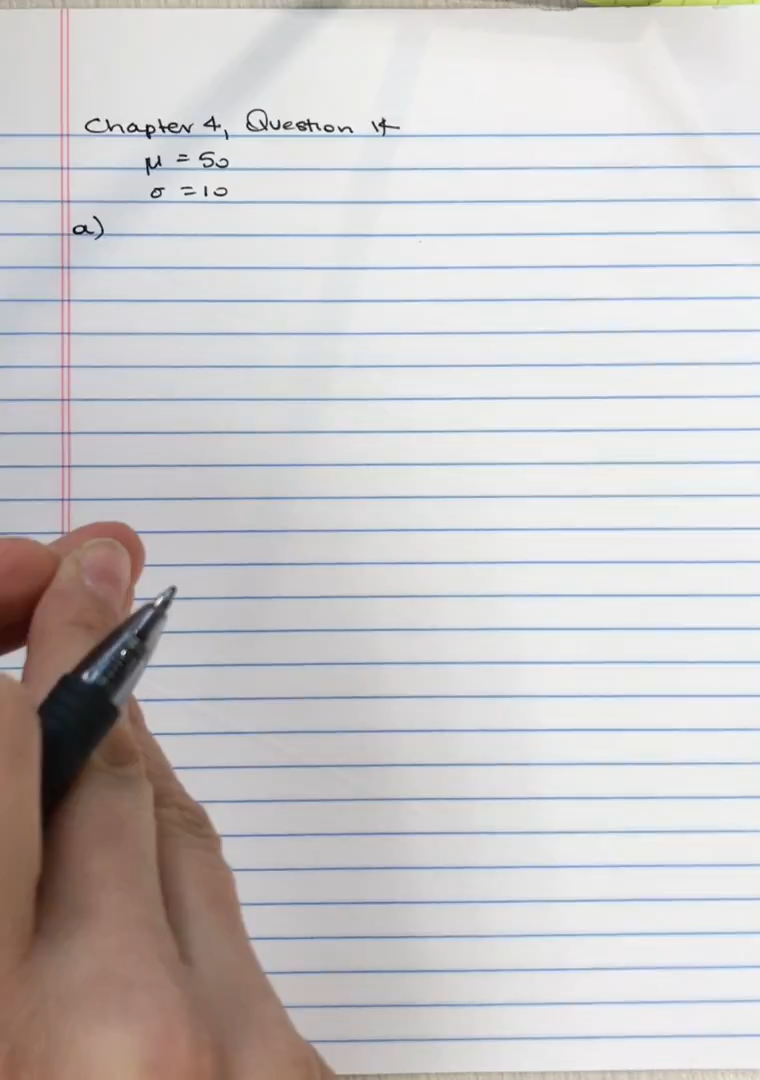 Chapter 4, Question 14
μ = 50
σ = 10
a)